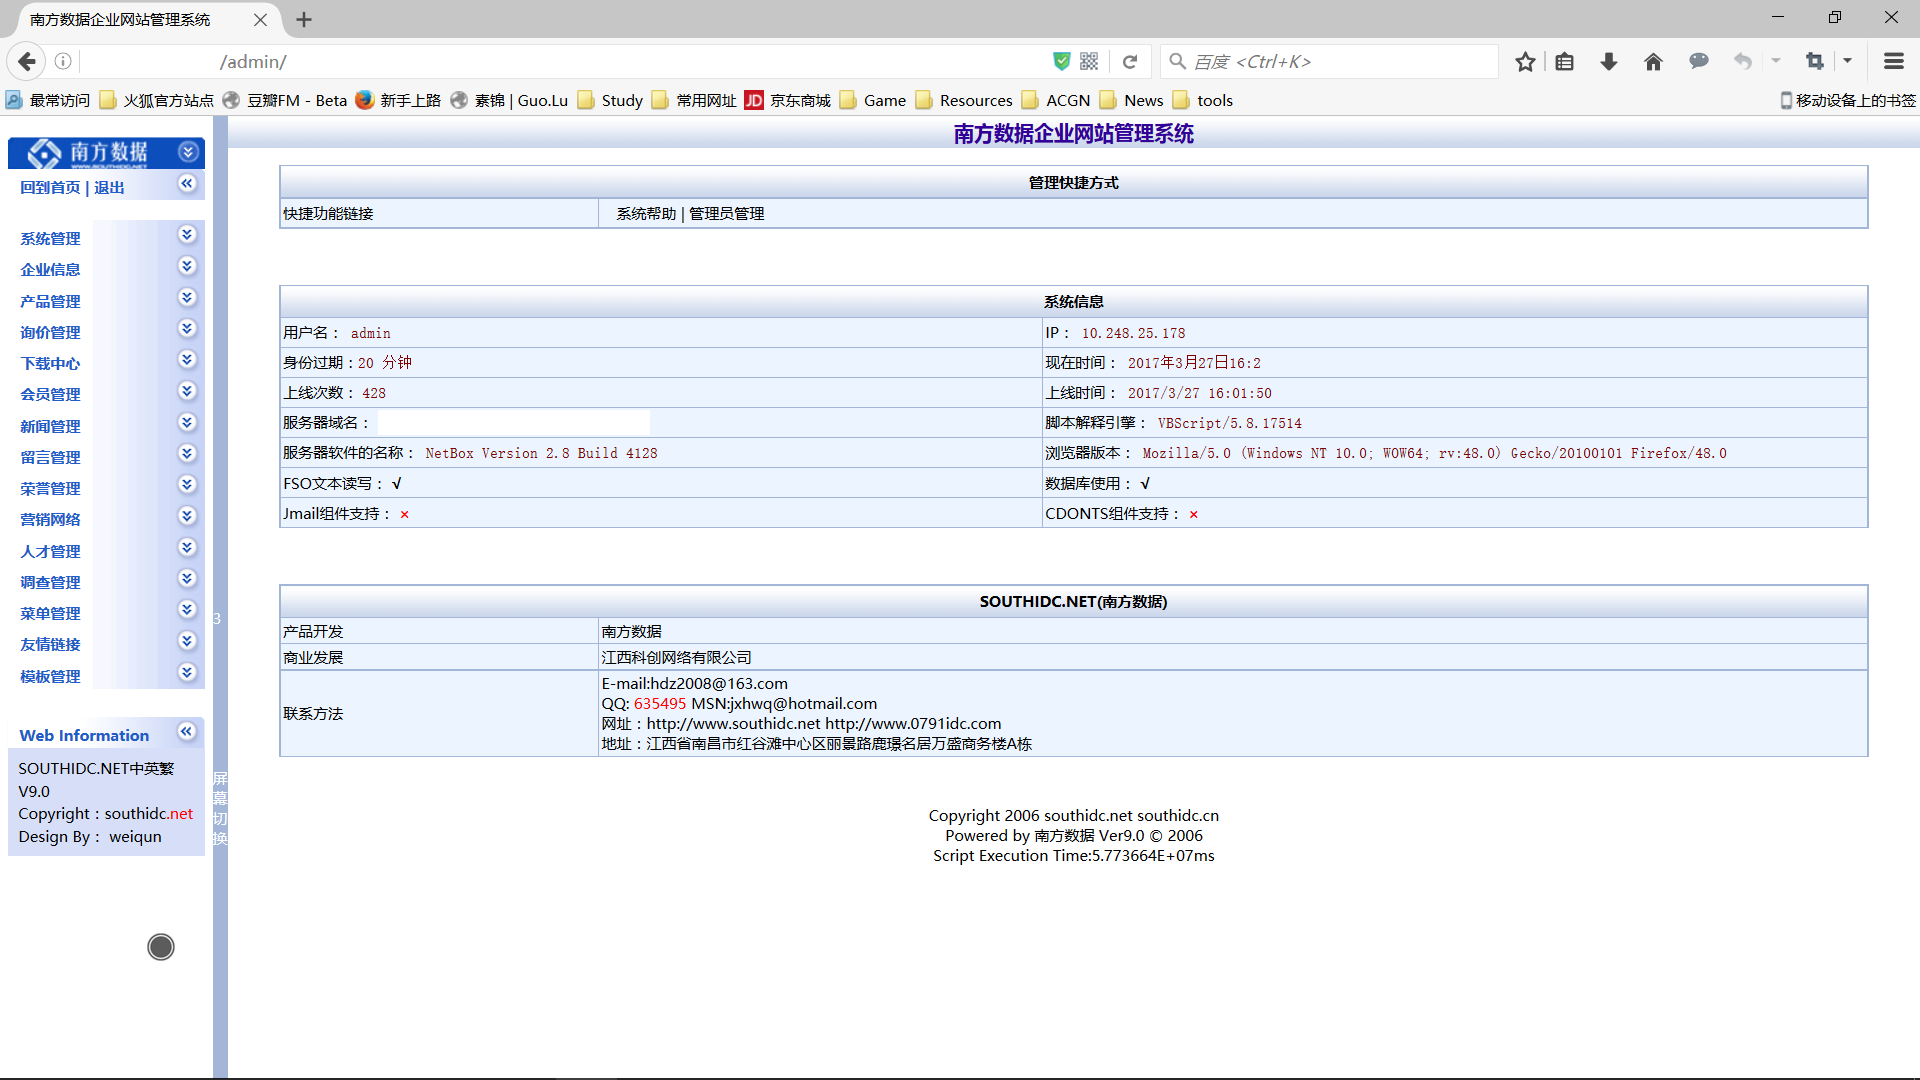 南方数据企业网站管理系统
/admin/
百度 <Ctrl+K>
最常访问 火狐官方站点 豆瓣FM - Beta 新手上路 素锦 | Guo.Lu Study 常用网址 JD 京东商城 Game Resources ACGN News tools 移动设备上的书签
南方数据
WWW.SOUTHIDC.NET
回到首页 | 退出
系统管理
企业信息
产品管理
询价管理
下载中心
会员管理
新闻管理
留言管理
荣誉管理
营销网络
人才管理
调查管理
菜单管理
友情链接
模板管理
Web Information
SOUTHIDC.NET中英繁
V9.0
Copyright：southidc.net
Design By： weiqun
3
屏
幕
切
换
南方数据企业网站管理系统
管理快捷方式
快捷功能链接 系统帮助 | 管理员管理
系统信息
用户名： admin IP： 10.248.25.178
身份过期：20 分钟 现在时间： 2017年3月27日16:2
上线次数： 428 上线时间： 2017/3/27 16:01:50
服务器域名： 脚本解释引擎： VBScript/5.8.17514
服务器软件的名称： NetBox Version 2.8 Build 4128 浏览器版本： Mozilla/5.0 (Windows NT 10.0; WOW64; rv:48.0) Gecko/20100101 Firefox/48.0
FSO文本读写： √ 数据库使用： √
Jmail组件支持： × CDONTS组件支持： ×
SOUTHIDC.NET(南方数据)
产品开发 南方数据
商业发展 江西科创网络有限公司
联系方法
E-mail:hdz2008@163.com
QQ: 635495 MSN:jxhwq@hotmail.com
网址：http://www.southidc.net http://www.0791idc.com
地址：江西省南昌市红谷滩中心区丽景路鹿璟名居万盛商务楼A栋
Copyright 2006 southidc.net southidc.cn
Powered by 南方数据 Ver9.0 © 2006
Script Execution Time:5.773664E+07ms